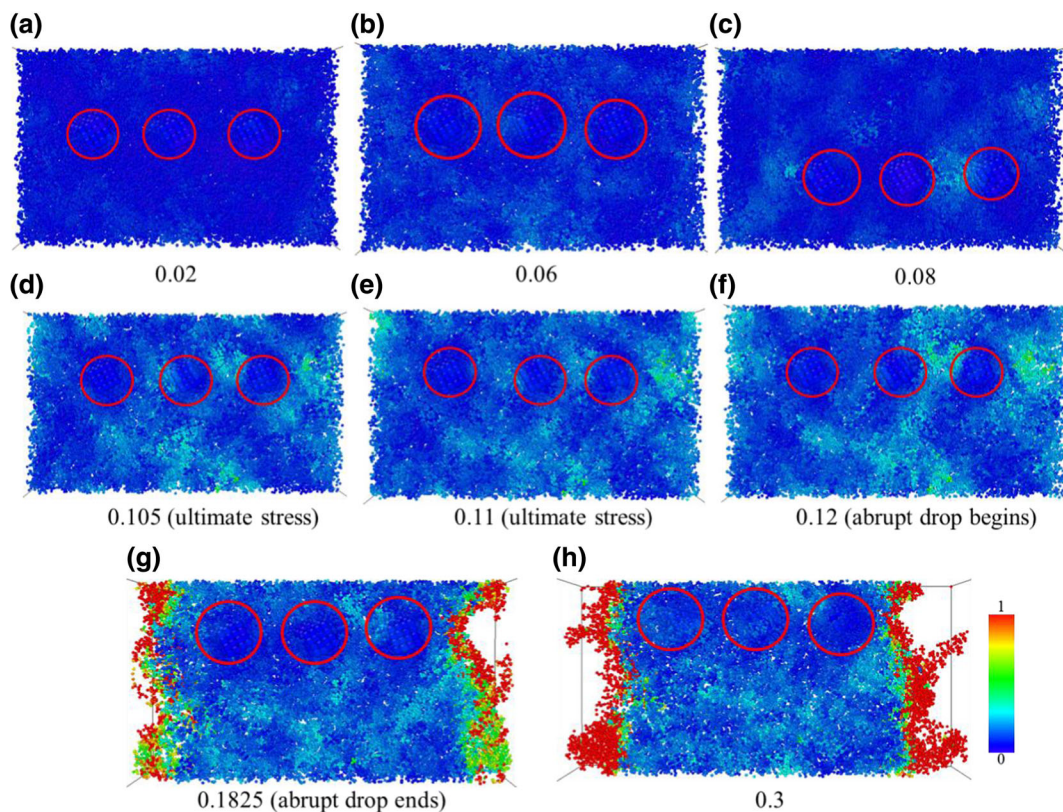 (a)
(b)
(c)
0.02
0.06
0.08
(d)
(e)
(f)
0.105 (ultimate stress)
0.11 (ultimate stress)
0.12 (abrupt drop begins)
(g)
(h)
1
0
0.1825 (abrupt drop ends)
0.3